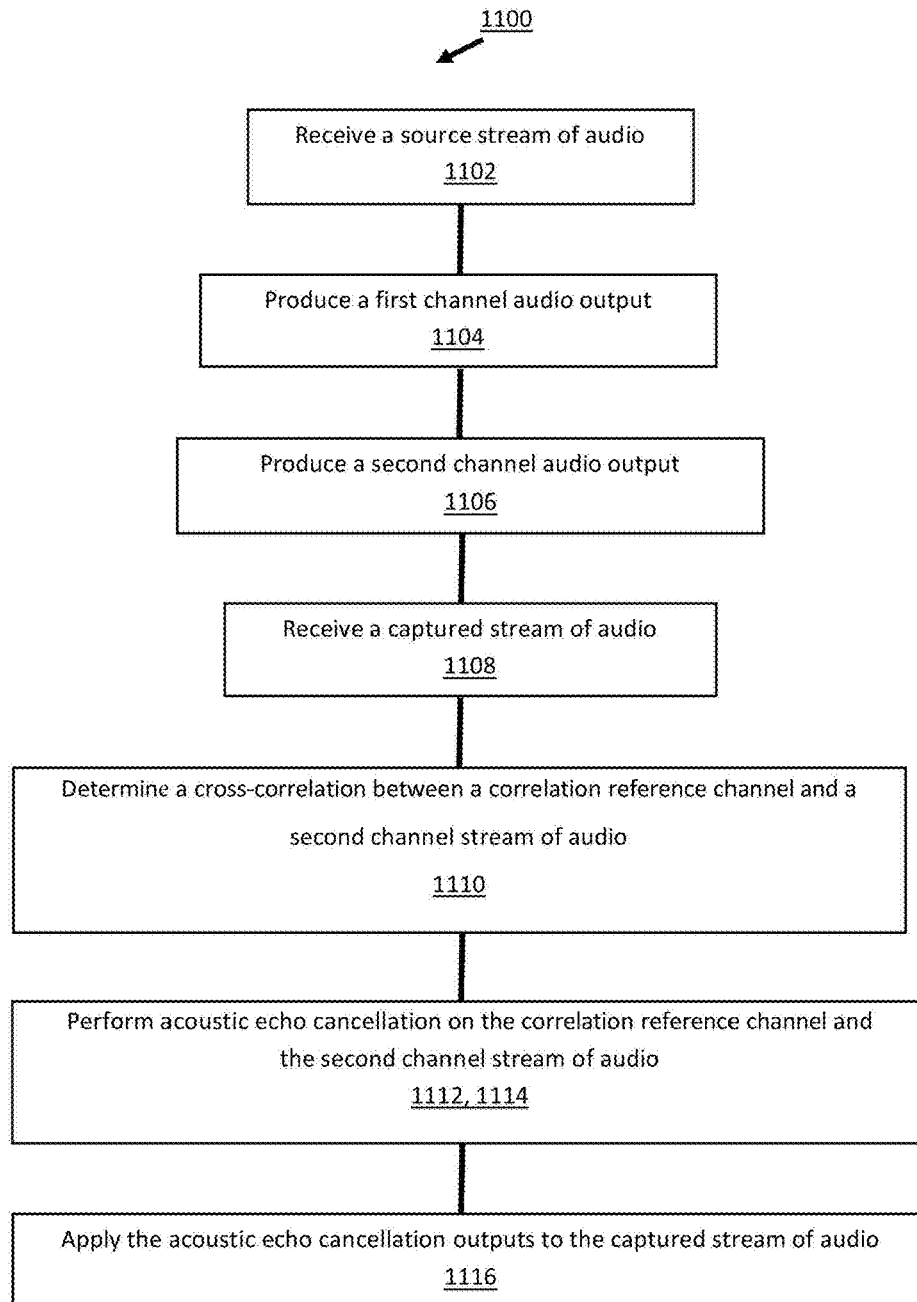 1100
Receive a source stream of audio
1102
Produce a first channel audio output
1104
Produce a second channel audio output
1106
Receive a captured stream of audio
1108
Determine a cross-correlation between a correlation reference channel and a
second channel stream of audio
1110
Perform acoustic echo cancellation on the correlation reference channel and
the second channel stream of audio
1112, 1114
Apply the acoustic echo cancellation outputs to the captured stream of audio
1116